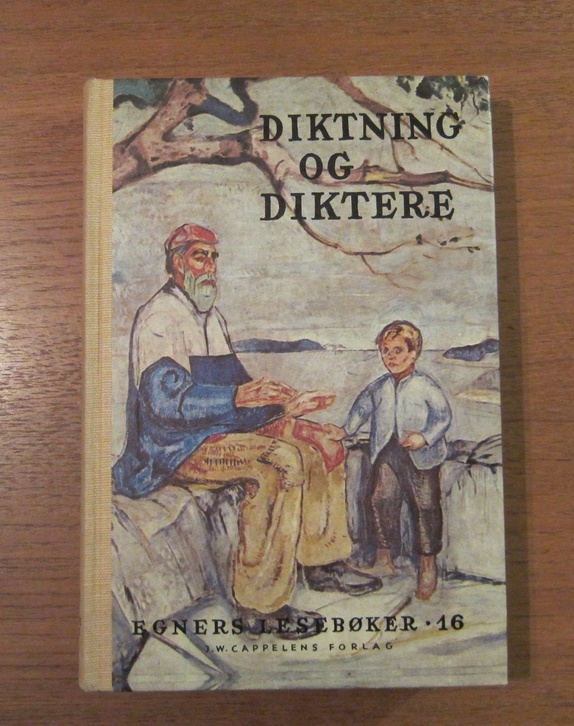 DIKTNING
OG
DIKTERE
EGNERS LESEBØKER · 16
J.W. CAPPELENS FORLAG